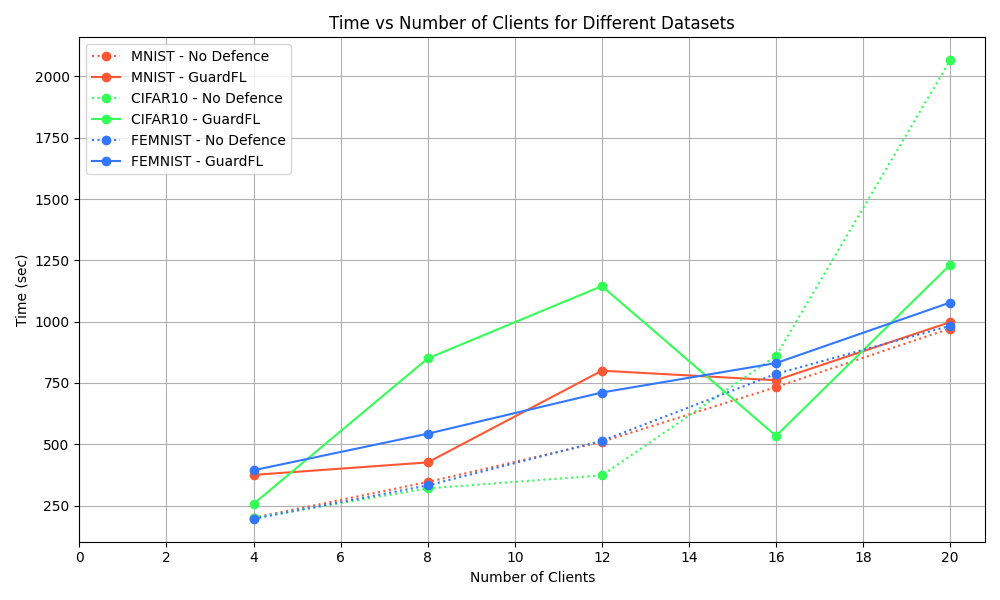 Time vs Number of Clients for Different Datasets
MNIST - No Defence
MNIST - GuardFL
CIFAR10 - No Defence
CIFAR10 - GuardFL
FEMNIST - No Defence
FEMNIST - GuardFL
Time (sec)
2000
1750
1500
1250
1000
750
500
250
0 2 4 6 8 10 12 14 16 18 20
Number of Clients